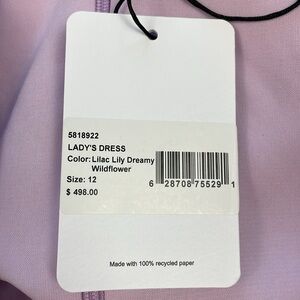 5818922
LADY'S DRESS
Color: Lilac Lily Dreamy
Wildflower
Size: 12
$ 498.00
6 28708 75529 1
Made with 100% recycled paper